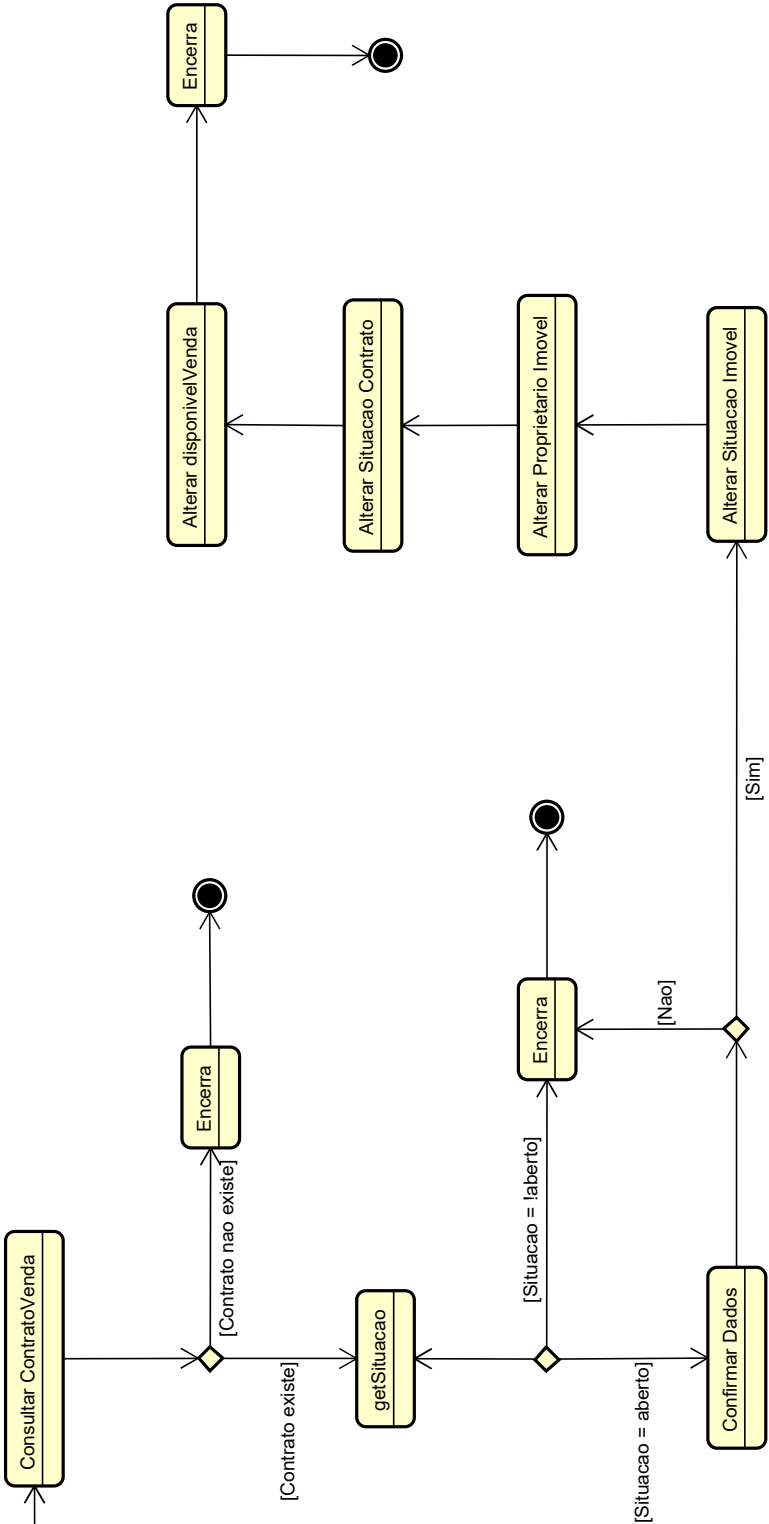 Consultar ContratoVenda
[Contrato nao existe]
Encerra
[Contrato existe]
getSituacao
[Situacao = !aberto]
Encerra
[Situacao = aberto]
Confirmar Dados
[Nao]
[Sim]
Alterar Situacao Imovel
Alterar Proprietario Imovel
Alterar Situacao Contrato
Alterar disponivelVenda
Encerra